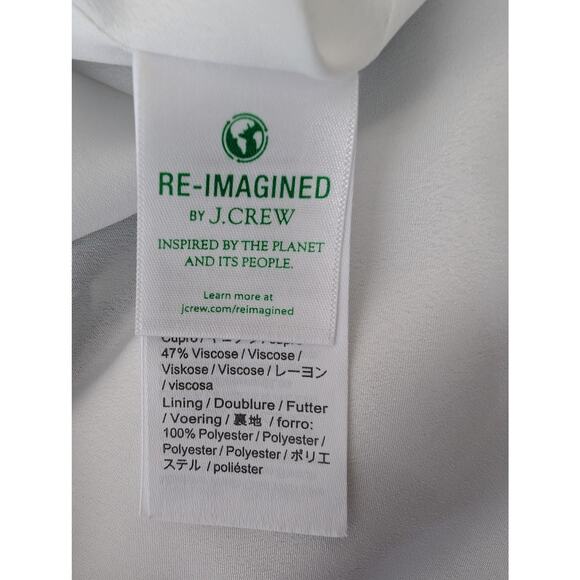 RE-IMAGINED
BY J.CREW
INSPIRED BY THE PLANET
AND ITS PEOPLE.
Learn more at
jcrew.com/reimagined
47% Viscose / Viscose /
Viskose / Viscose / レーヨン
/ viscosa
Lining / Doublure / Futter
/ Voering / 裏地 / forro:
100% Polyester / Polyester /
Polyester / Polyester / ポリエ
ステル / poliéster